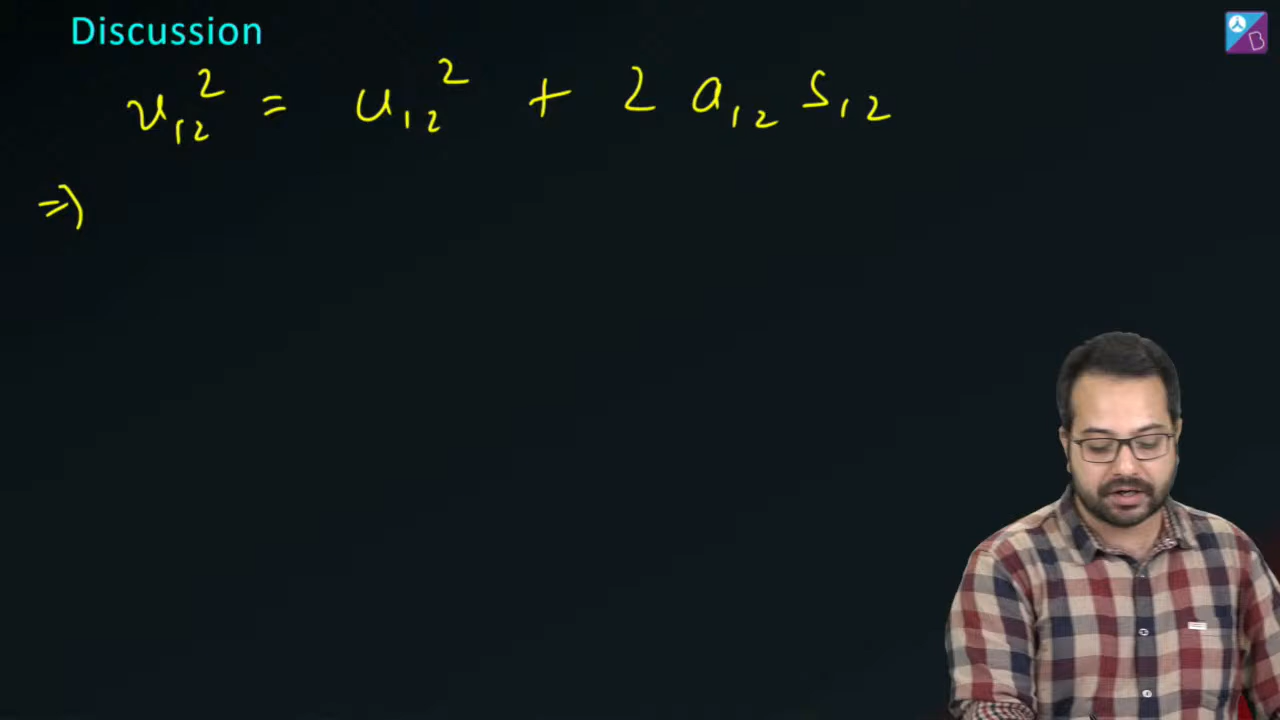 Discussion
v₁₂² = u₁₂² + 2 a₁₂ s₁₂
⇒